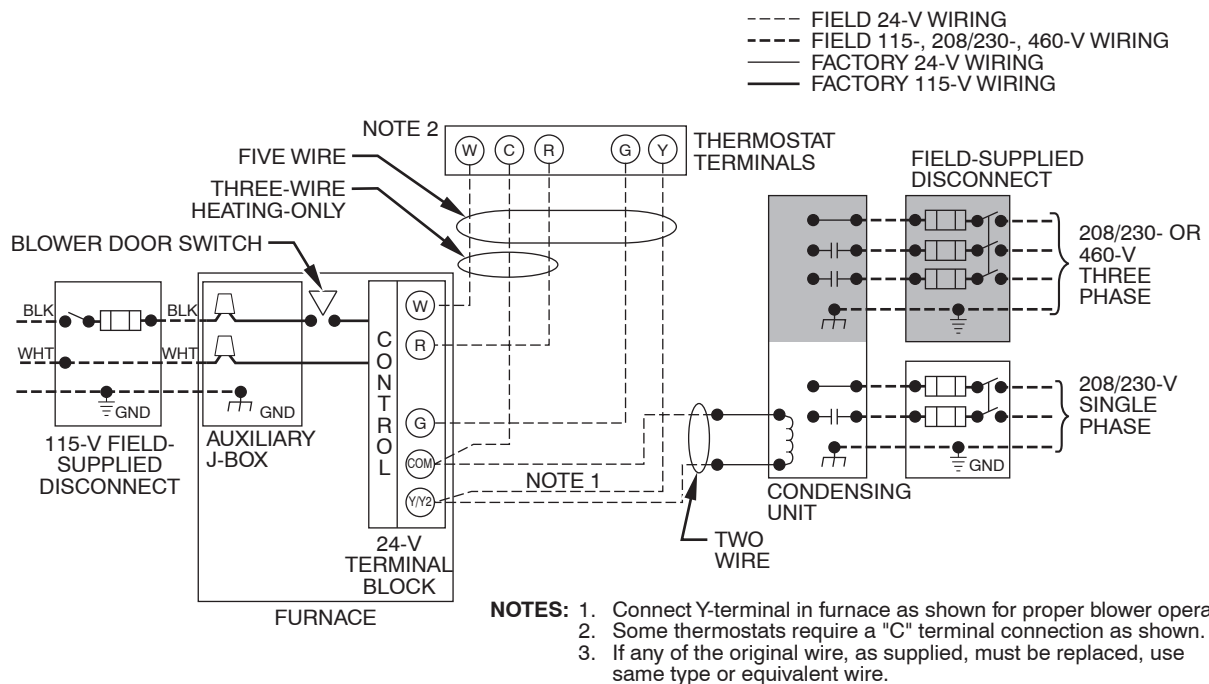 FIELD 24-V WIRING
FIELD 115-, 208/230-, 460-V WIRING
FACTORY 24-V WIRING
FACTORY 115-V WIRING
NOTE 2
W
C
R
G
Y
THERMOSTAT
TERMINALS
FIVE WIRE
THREE-WIRE
HEATING-ONLY
BLOWER DOOR SWITCH
FIELD-SUPPLIED
DISCONNECT
208/230- OR
460-V
THREE
PHASE
BLK
BLK
WHT
WHT
GND
GND
115-V FIELD-
SUPPLIED
DISCONNECT
AUXILIARY
J-BOX
CONTROL
W
R
G
COM
Y/Y2
NOTE 1
24-V
TERMINAL
BLOCK
FURNACE
TWO
WIRE
CONDENSING
UNIT
208/230-V
SINGLE
PHASE
GND
NOTES: 1. Connect Y-terminal in furnace as shown for proper blower opera
2. Some thermostats require a "C" terminal connection as shown.
3. If any of the original wire, as supplied, must be replaced, use
same type or equivalent wire.